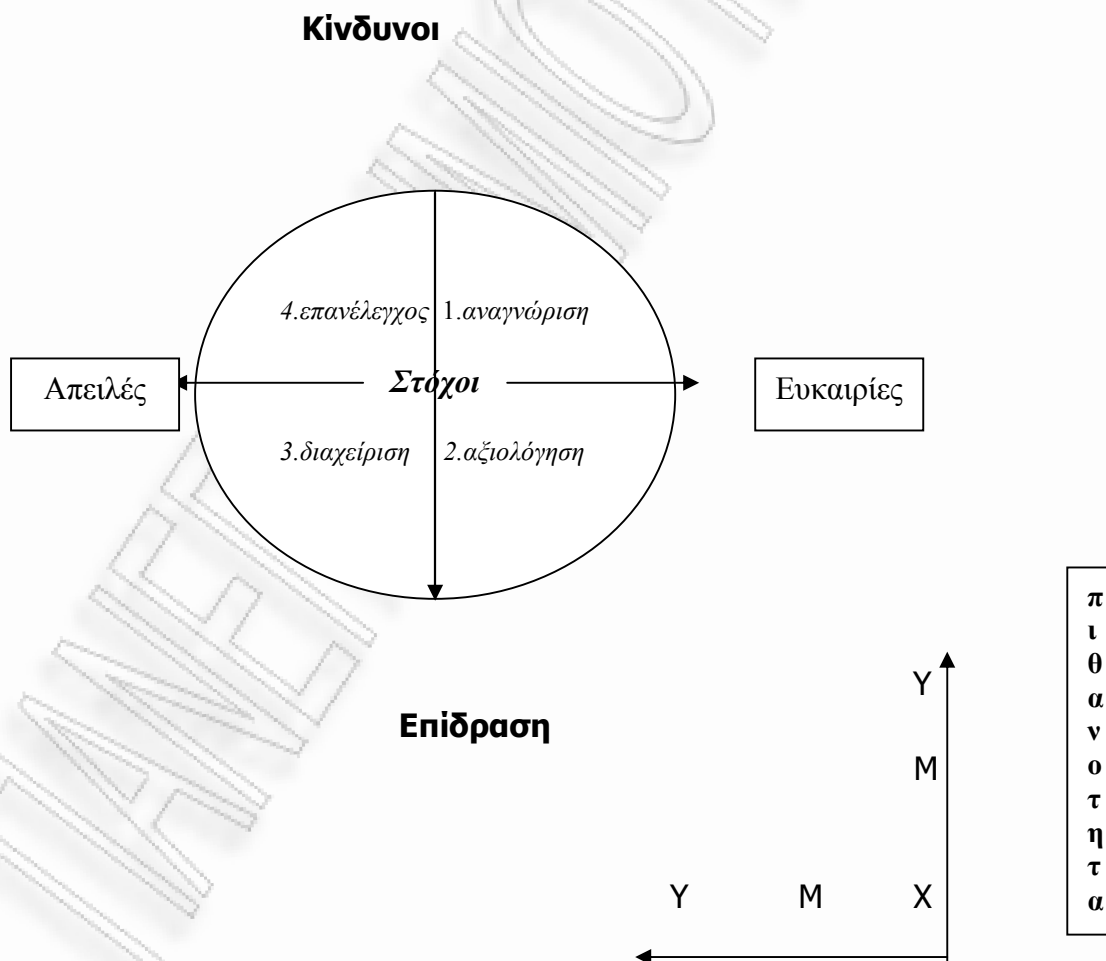 Κίνδυνοι
4.επανέλεγχος 1.αναγνώριση
Απειλές Στόχοι Ευκαιρίες
3.διαχείριση 2.αξιολόγηση
Επίδραση
Υ
Μ
Υ Μ Χ
π
ι
θ
α
ν
ο
τ
η
τ
α